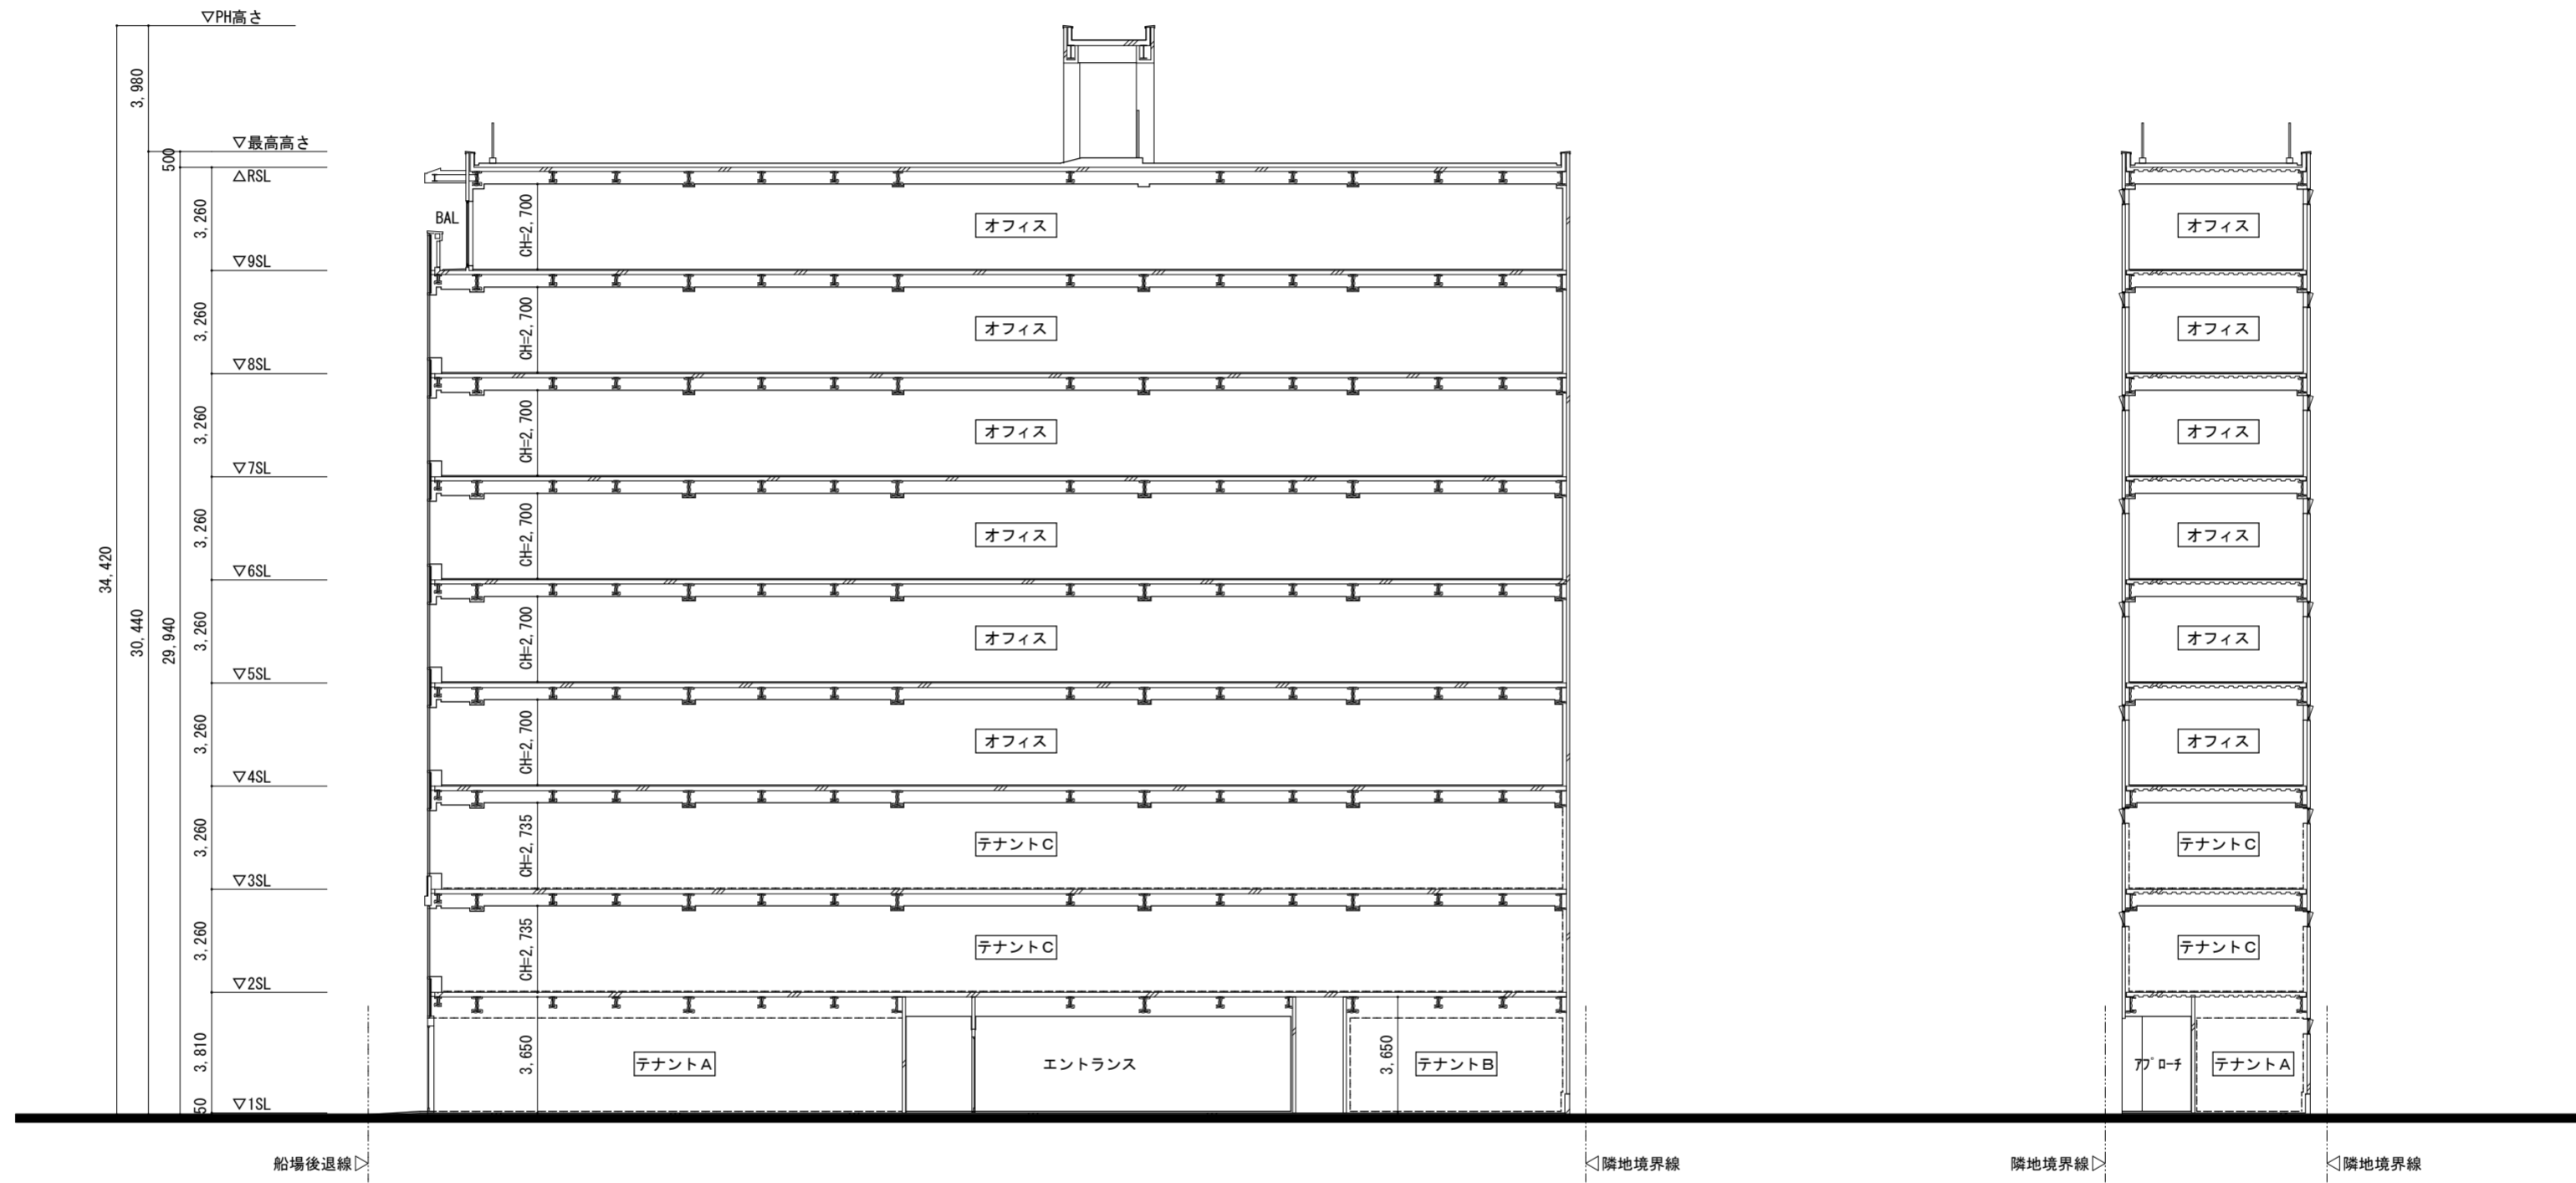 ▽PH高さ
3,980
▽最高高さ
500
△RSL
BAL
3,260
CH=2,700
オフィス
オフィス
▽9SL
3,260
CH=2,700
オフィス
オフィス
▽8SL
3,260
CH=2,700
オフィス
オフィス
▽7SL
3,260
CH=2,700
オフィス
オフィス
▽6SL
34,420
30,440
29,940
3,260
CH=2,700
オフィス
オフィス
▽5SL
3,260
CH=2,700
オフィス
オフィス
▽4SL
3,260
CH=2,735
テナントC
テナントC
▽3SL
3,260
CH=2,735
テナントC
テナントC
▽2SL
3,810
3,650
テナントA
エントランス
3,650
テナントB
アプローチ
テナントA
50
▽1SL
船場後退線▷
◁隣地境界線
隣地境界線▷
◁隣地境界線